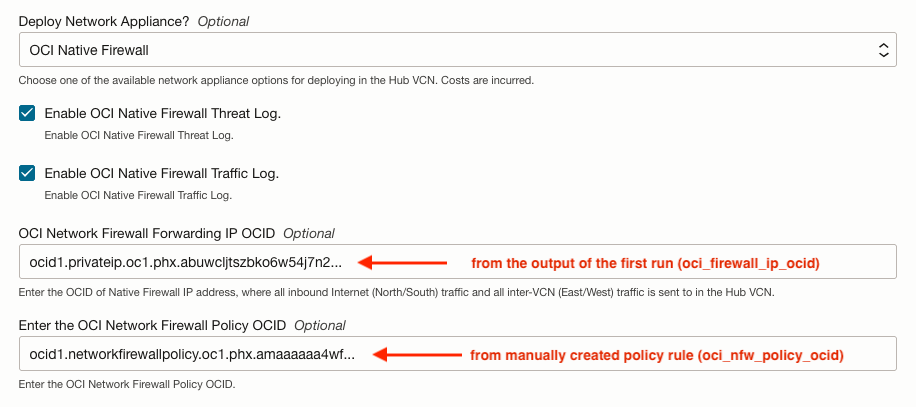 Deploy Network Appliance? Optional
OCI Native Firewall
Choose one of the available network appliance options for deploying in the Hub VCN. Costs are incurred.
Enable OCI Native Firewall Threat Log.
Enable OCI Native Firewall Threat Log.
Enable OCI Native Firewall Traffic Log.
Enable OCI Native Firewall Traffic Log.
OCI Network Firewall Forwarding IP OCID Optional
ocid1.privateip.oc1.phx.abuwcljtszbko6w54j7n2... from the output of the first run (oci_firewall_ip_ocid)
Enter the OCID of Native Firewall IP address, where all inbound Internet (North/South) traffic and all inter-VCN (East/West) traffic is sent to in the Hub VCN.
Enter the OCI Network Firewall Policy OCID Optional
ocid1.networkfirewallpolicy.oc1.phx.amaaaaaa4wf... from manually created policy rule (oci_nfw_policy_ocid)
Enter the OCI Network Firewall Policy OCID.